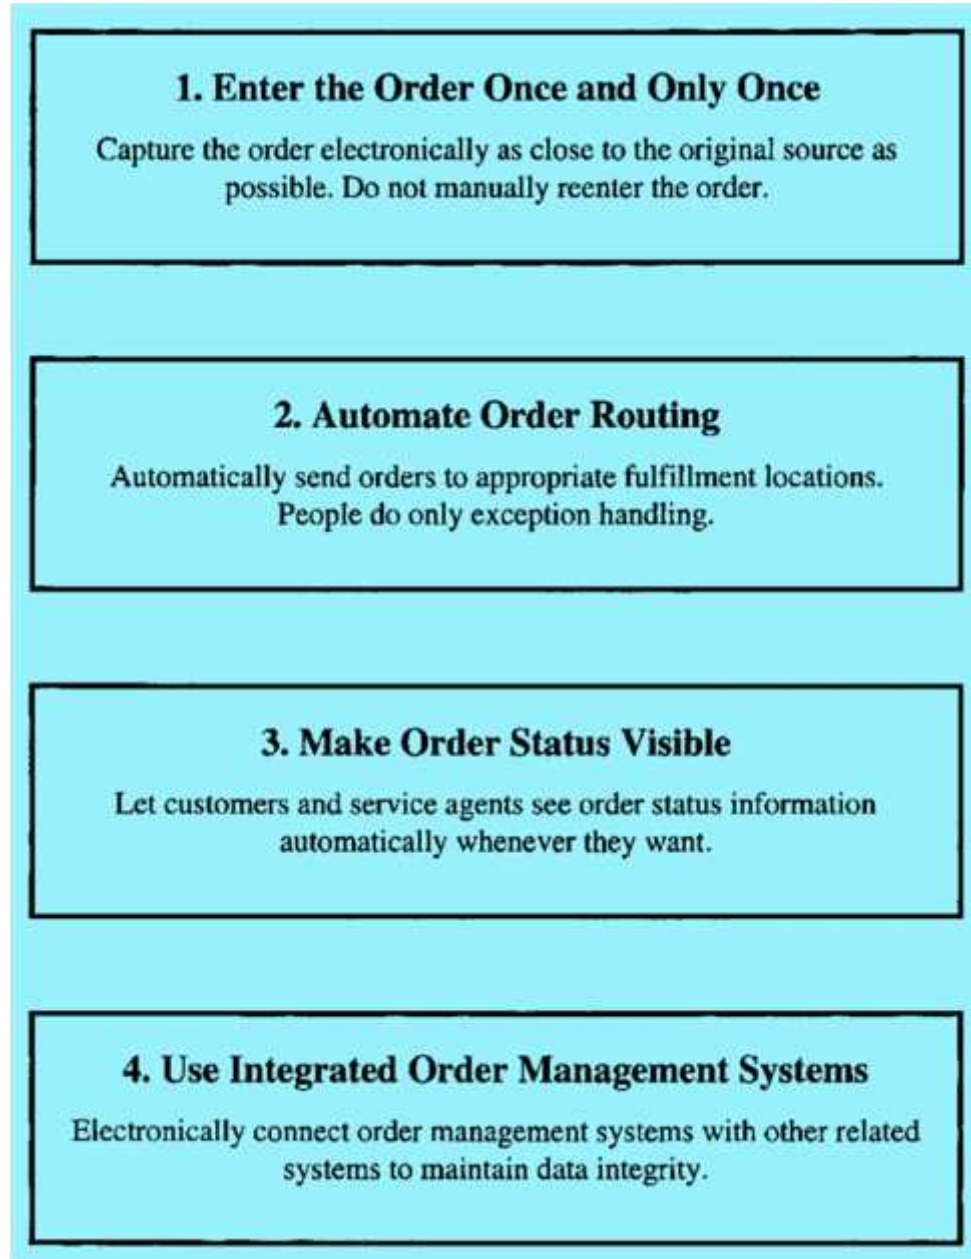 1. Enter the Order Once and Only Once
Capture the order electronically as close to the original source as
possible. Do not manually reenter the order.
2. Automate Order Routing
Automatically send orders to appropriate fulfillment locations.
People do only exception handling.
3. Make Order Status Visible
Let customers and service agents see order status information
automatically whenever they want.
4. Use Integrated Order Management Systems
Electronically connect order management systems with other related
systems to maintain data integrity.